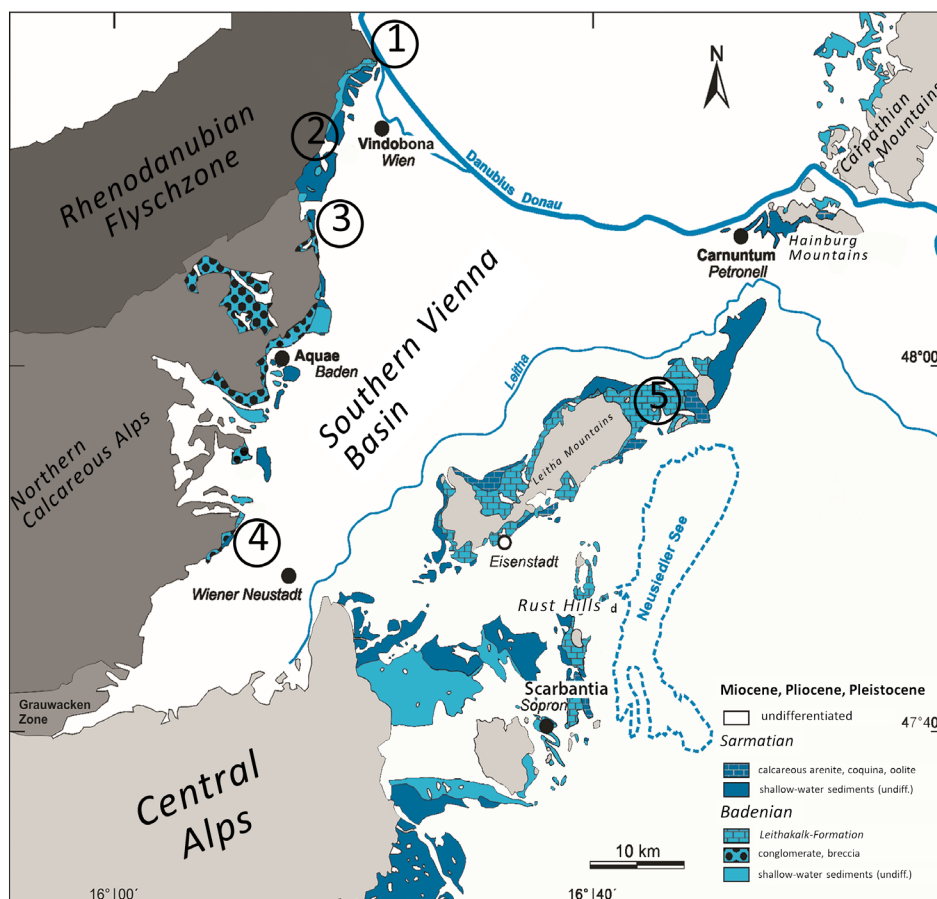 1
N
Carpathian
Mountains
2
Vindobona
Wien
Rhenodanubian
Flyschzone
Danubius
Donau
3
Carnuntum
Petronell
Hainburg
Mountains
Southern Vienna
Basin
Aquae
Baden
Leitha
48°00
5
Northern
Calcareous Alps
Leitha Mountains
4
Eisenstadt
Neusiedler See
Wiener Neustadt
Rust Hills
d
Scarbantia
Sopron
Grauwacken
Zone
Central
Alps
Miocene, Pliocene, Pleistocene
undifferentiated
47°40
Sarmatian
calcareous arenite, coquina, oolite
shallow-water sediments (undiff.)
Badenian
Leithakalk-Formation
conglomerate, breccia
shallow-water sediments (undiff.)
10 km
16°00′
16°40′